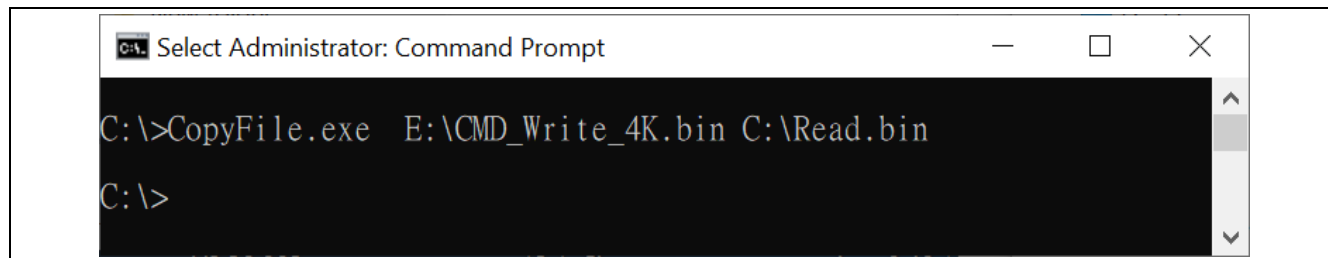 Select Administrator: Command Prompt
C:\>CopyFile.exe  E:\CMD_Write_4K.bin C:\Read.bin
C:\>